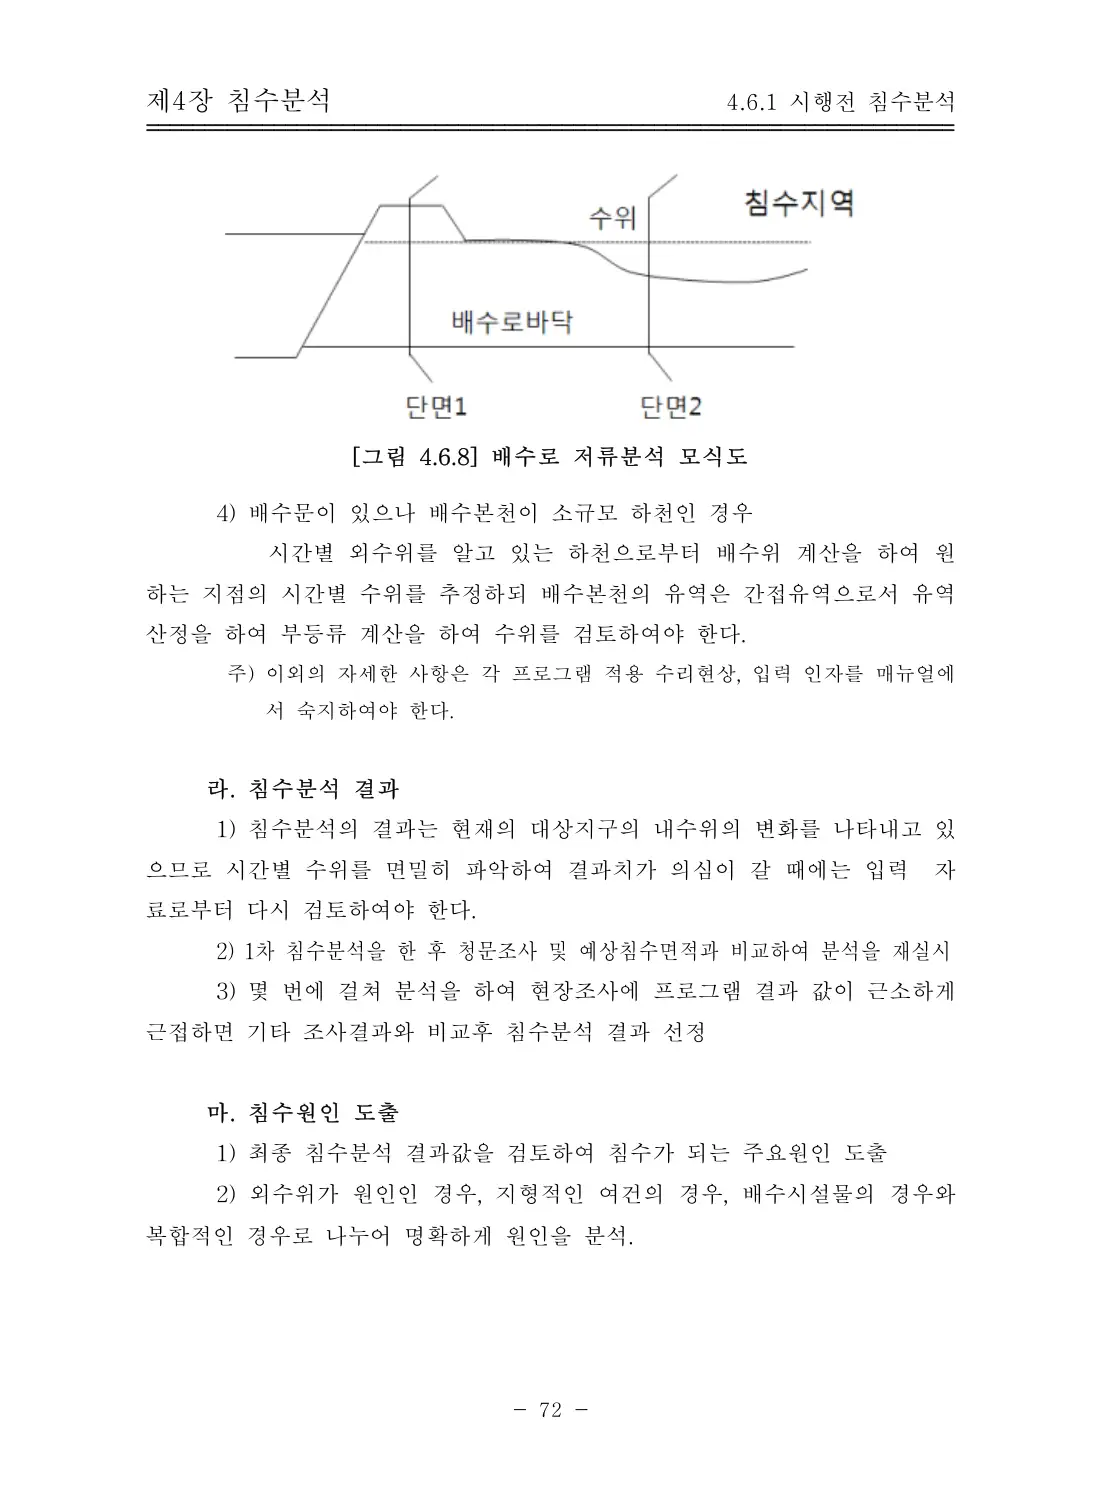 제4장 침수분석
4.6.1 시행전 침수분석
수위
침수지역
배수로바닥
단면1
단면2
[그림 4.6.8] 배수로 저류분석 모식도
4) 배수문이 있으나 배수본천이 소규모 하천인 경우
시간별 외수위를 알고 있는 하천으로부터 배수위 계산을 하여 원
하는 지점의 시간별 수위를 추정하되 배수본천의 유역은 간접유역으로서 유역
산정을 하여 부등류 계산을 하여 수위를 검토하여야 한다.
주) 이외의 자세한 사항은 각 프로그램 적용 수리현상, 입력 인자를 매뉴얼에
서 숙지하여야 한다.
라. 침수분석 결과
1) 침수분석의 결과는 현재의 대상지구의 내수위의 변화를 나타내고 있
으므로 시간별 수위를 면밀히 파악하여 결과치가 의심이 갈 때에는 입력 자
료로부터 다시 검토하여야 한다.
2) 1차 침수분석을 한 후 청문조사 및 예상침수면적과 비교하여 분석을 재실시
3) 몇 번에 걸쳐 분석을 하여 현장조사에 프로그램 결과 값이 근소하게
근접하면 기타 조사결과와 비교후 침수분석 결과 선정
마. 침수원인 도출
1) 최종 침수분석 결과값을 검토하여 침수가 되는 주요원인 도출
2) 외수위가 원인인 경우, 지형적인 여건의 경우, 배수시설물의 경우와
복합적인 경우로 나누어 명확하게 원인을 분석.
- 72 -